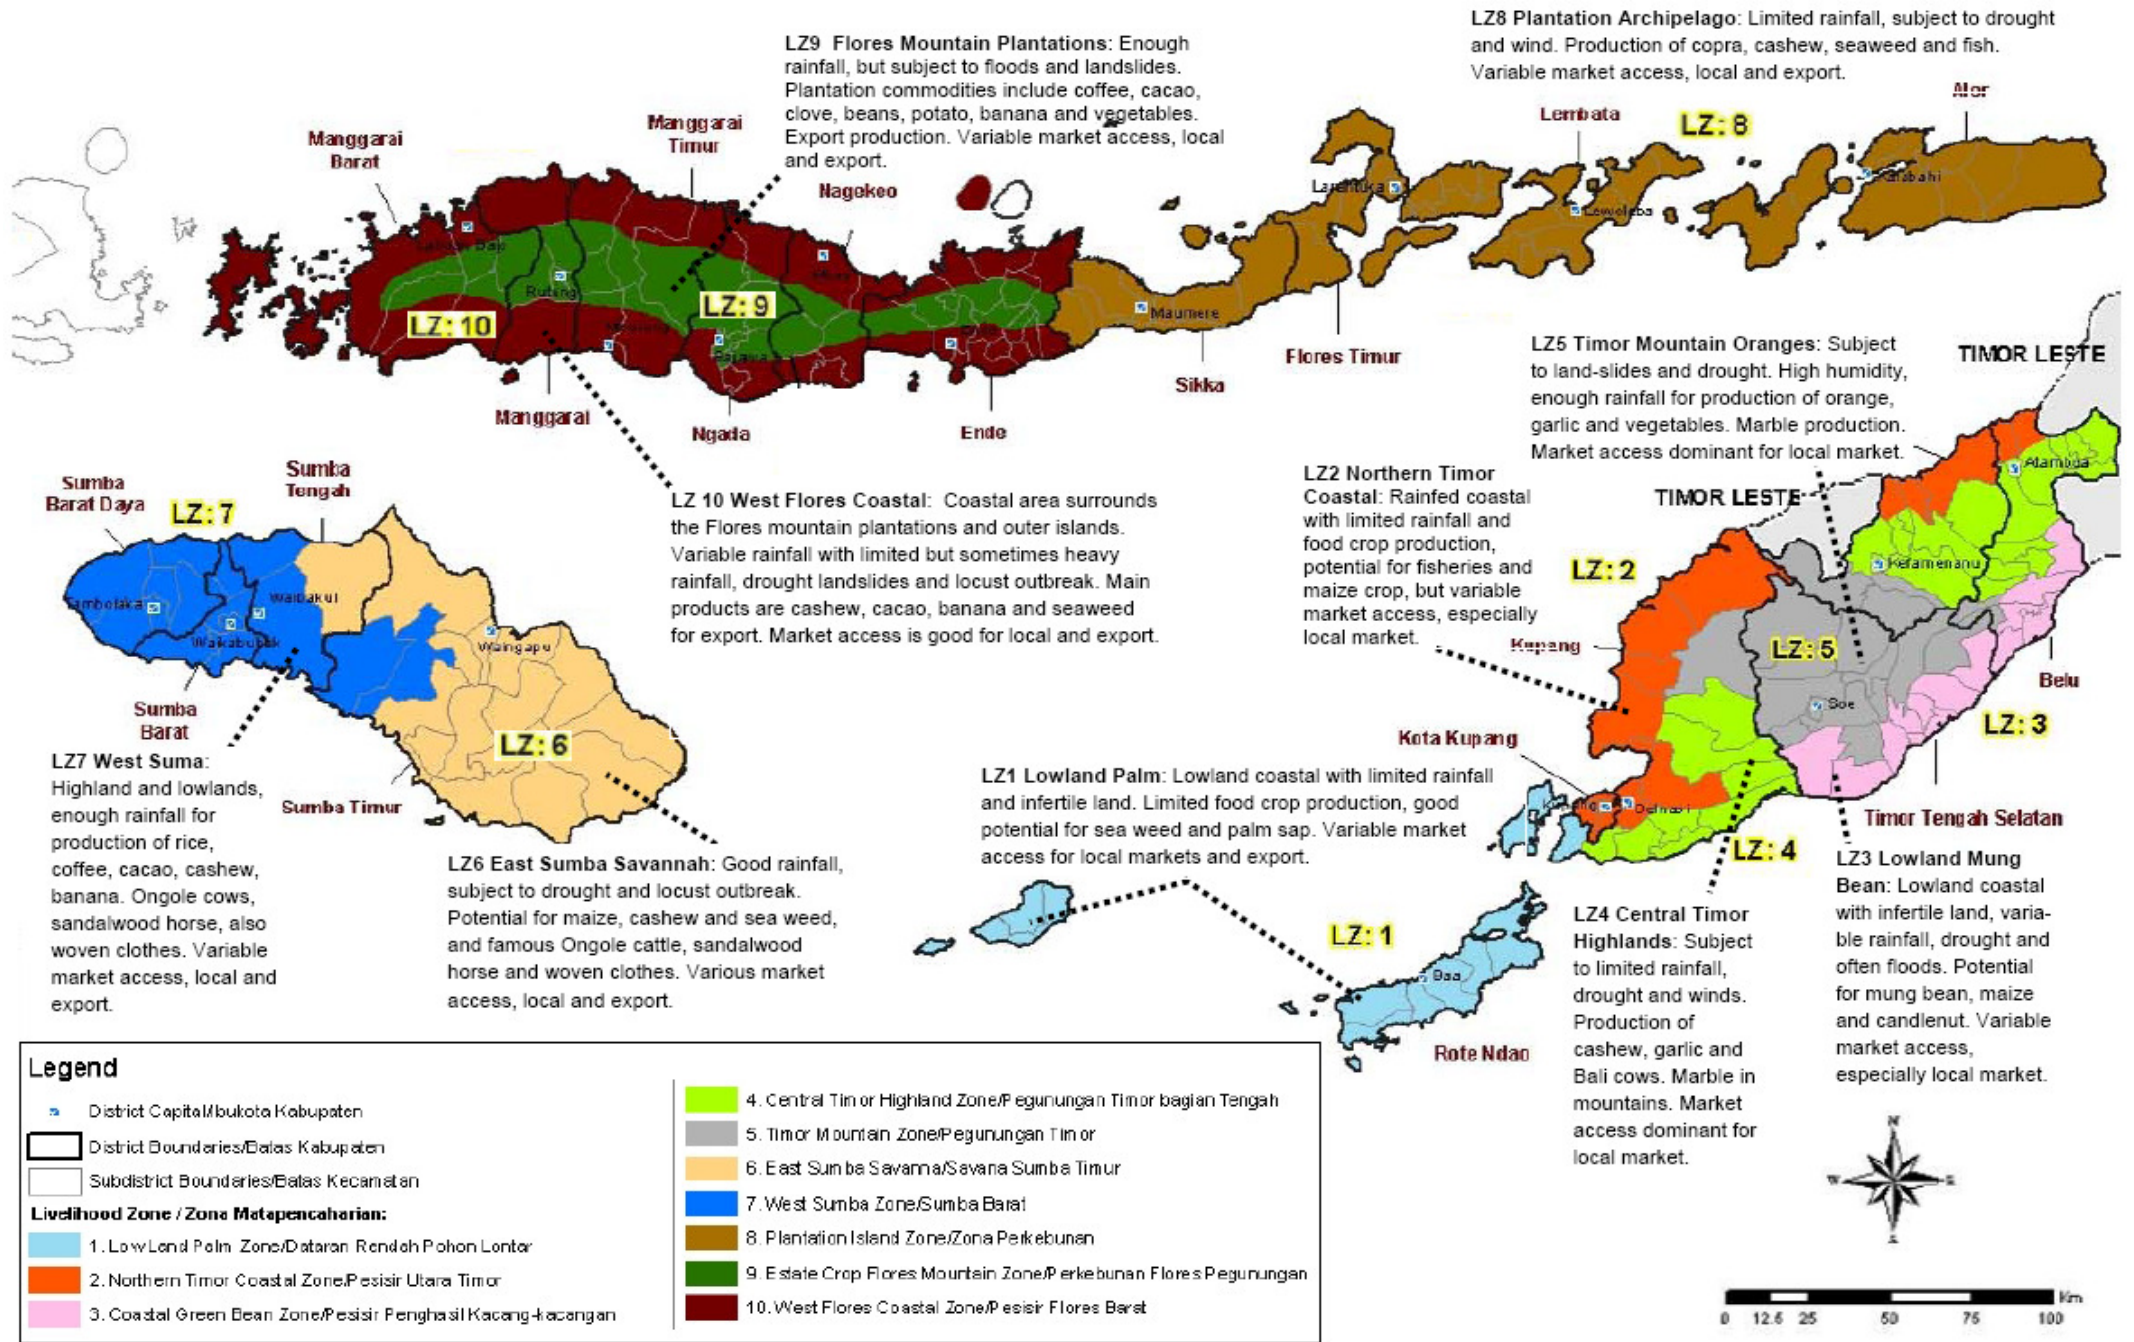 LZ8 Plantation Archipelago: Limited rainfall, subject to drought
and wind. Production of copra, cashew, seaweed and fish.
Variable market access, local and export.
LZ9 Flores Mountain Plantations: Enough
rainfall, but subject to floods and landslides.
Plantation commodities include coffee, cacao,
clove, beans, potato, banana and vegetables.
Export production. Variable market access, local
and export.
Manggarai
Barat
Manggarai
Timur
Nagekeo
Lembata
LZ: 8
Alor
Larantuka
Lewoleba
Kalabahi
Ruteng
LZ: 9
LZ: 10
Maumere
Manggarai
Ngada
Ende
Sikka
Flores Timur
LZ5 Timor Mountain Oranges: Subject
to land-slides and drought. High humidity,
enough rainfall for production of orange,
garlic and vegetables. Marble production.
Market access dominant for local market.
TIMOR LESTE
TIMOR LESTE
Atambua
Kefamenanu
LZ2 Northern Timor
Coastal: Rainfed coastal
with limited rainfall and
food crop production,
potential for fisheries and
maize crop, but variable
market access, especially
local market.
LZ: 2
Kupang
LZ: 5
Soe
Belu
LZ: 3
Kota Kupang
Timor Tengah Selatan
LZ: 4
Sumba
Barat Daya
LZ: 7
Sumba
Tengah
Tambolaka
Waibakul
Waikabubak
Waingapu
Sumba
Barat
LZ: 6
Sumba Timur
LZ 10 West Flores Coastal: Coastal area surrounds
the Flores mountain plantations and outer islands.
Variable rainfall with limited but sometimes heavy
rainfall, drought landslides and locust outbreak. Main
products are cashew, cacao, banana and seaweed
for export. Market access is good for local and export.
LZ7 West Suma:
Highland and lowlands,
enough rainfall for
production of rice,
coffee, cacao, cashew,
banana. Ongole cows,
sandalwood horse, also
woven clothes. Variable
market access, local and
export.
LZ6 East Sumba Savannah: Good rainfall,
subject to drought and locust outbreak.
Potential for maize, cashew and sea weed,
and famous Ongole cattle, sandalwood
horse and woven clothes. Various market
access, local and export.
LZ1 Lowland Palm: Lowland coastal with limited rainfall
and infertile land. Limited food crop production, good
potential for sea weed and palm sap. Variable market
access for local markets and export.
LZ: 1
Baa
Rote Ndao
LZ4 Central Timor
Highlands: Subject
to limited rainfall,
drought and winds.
Production of
cashew, garlic and
Bali cows. Marble in
mountains. Market
access dominant for
local market.
LZ3 Lowland Mung
Bean: Lowland coastal
with infertile land, varia-
ble rainfall, drought and
often floods. Potential
for mung bean, maize
and candlenut. Variable
market access,
especially local market.
Legend
District Capital/Ibukota Kabupaten
District Boundaries/Batas Kabupaten
Subdistrict Boundaries/Batas Kecamatan
Livelihood Zone / Zona Matapencaharian:
1. Low Land Palm Zone/Dataran Rendah Pohon Lontar
2. Northern Timor Coastal Zone/Pesisir Utara Timor
3. Coastal Green Bean Zone/Pesisir Penghasil Kacang-kacangan
4. Central Timor Highland Zone/Pegunungan Timor bagian Tengah
5. Timor Mountain Zone/Pegunungan Timor
6. East Sumba Savanna/Savana Sumba Timur
7. West Sumba Zone/Sumba Barat
8. Plantation Island Zone/Zona Perkebunan
9. Estate Crop Flores Mountain Zone/Perkebunan Flores Pegunungan
10. West Flores Coastal Zone/Pesisir Flores Barat
N
W
E
S
0 12.5 25 50 75 100
Km